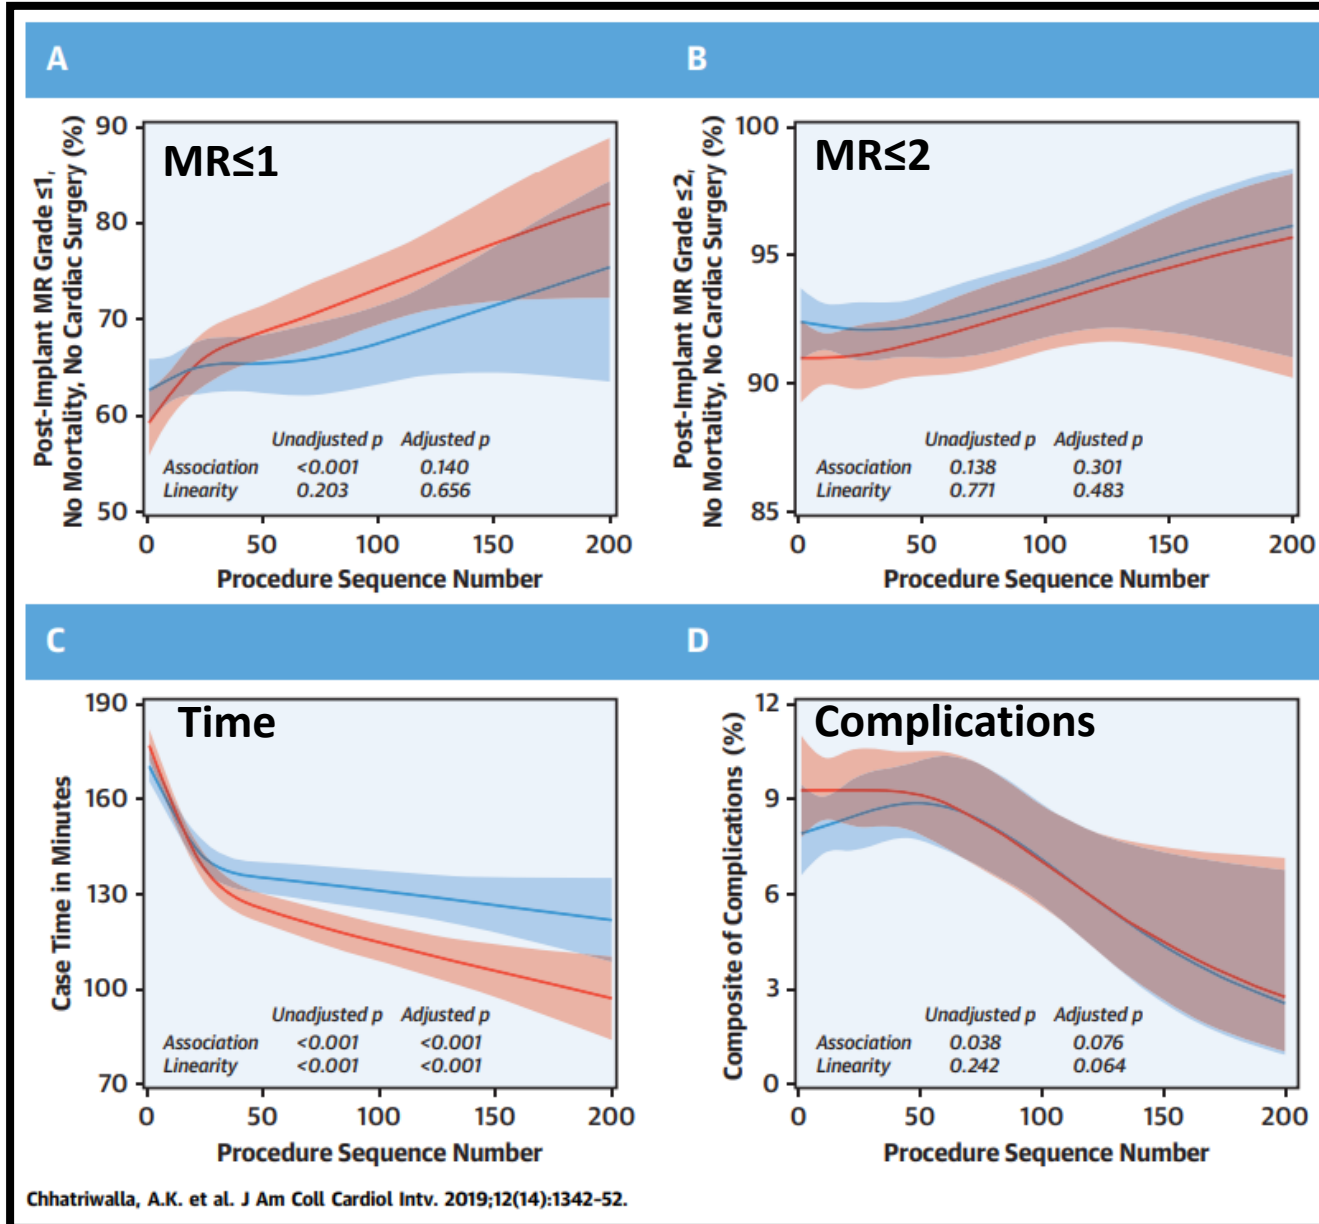 A
Post-Implant MR Grade ≤1,
No Mortality, No Cardiac Surgery (%)
90
80
70
60
50
MR≤1
Unadjusted p Adjusted p
Association <0.001 0.140
Linearity 0.203 0.656
0 50 100 150 200
Procedure Sequence Number
B
Post-Implant MR Grade ≤2,
No Mortality, No Cardiac Surgery (%)
100
95
90
85
MR≤2
Unadjusted p Adjusted p
Association 0.138 0.301
Linearity 0.771 0.483
0 50 100 150 200
Procedure Sequence Number
C
Case Time in Minutes
190
160
130
100
70
Time
Unadjusted p Adjusted p
Association <0.001 <0.001
Linearity <0.001 <0.001
0 50 100 150 200
Procedure Sequence Number
D
Composite of Complications (%)
12
9
6
3
0
Complications
Unadjusted p Adjusted p
Association 0.038 0.076
Linearity 0.242 0.064
0 50 100 150 200
Procedure Sequence Number
Chhatriwalla, A.K. et al. J Am Coll Cardiol Intv. 2019;12(14):1342–52.